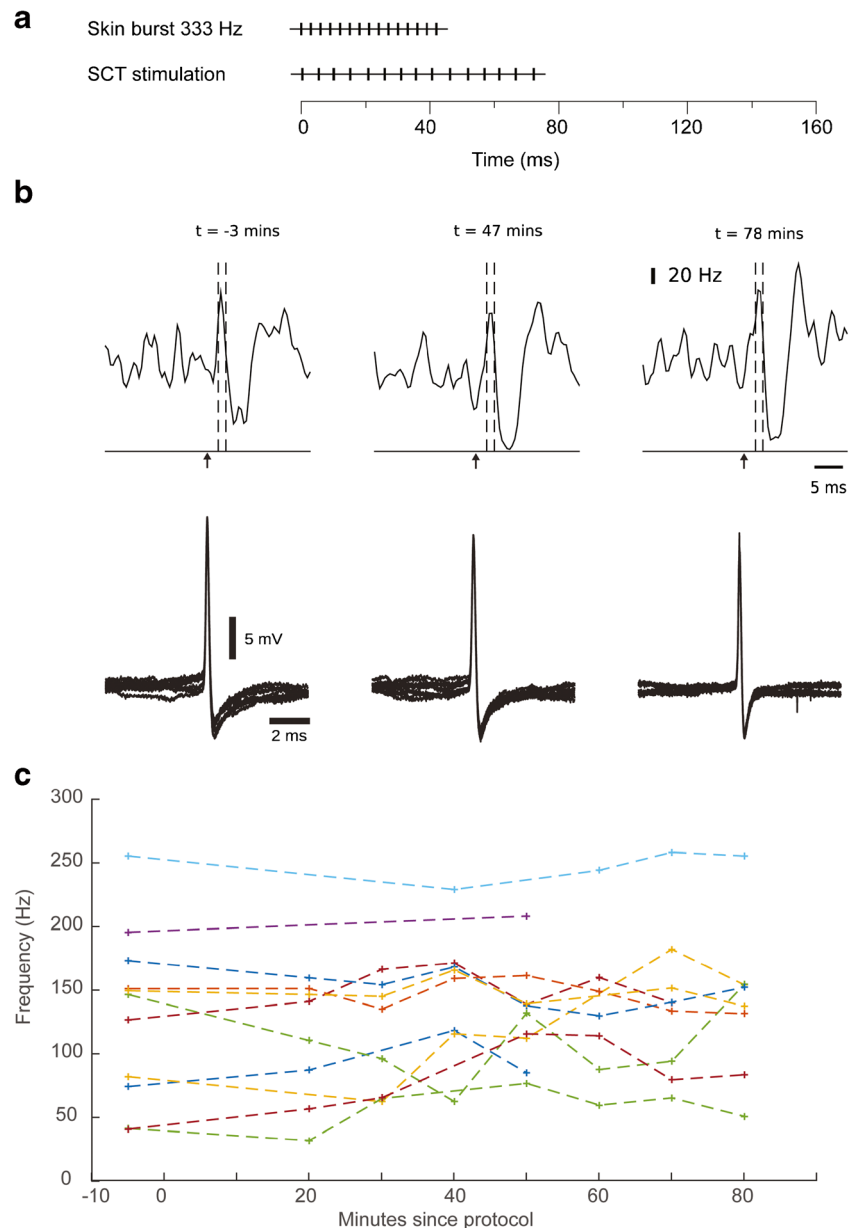 a
Skin burst 333 Hz
SCT stimulation
0 40 80 120 160
Time (ms)
b
t = -3 mins t = 47 mins t = 78 mins
20 Hz
5 ms
5 mV
2 ms
c
300
250
200
150
100
50
0
Frequency (Hz)
-10 0 20 40 60 80
Minutes since protocol